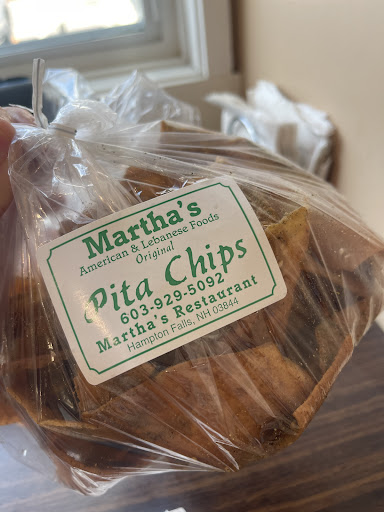 Martha's
American & Lebanese Foods
Original
Pita Chips
603-929-5092
Martha's Restaurant
Hampton Falls, NH 03844